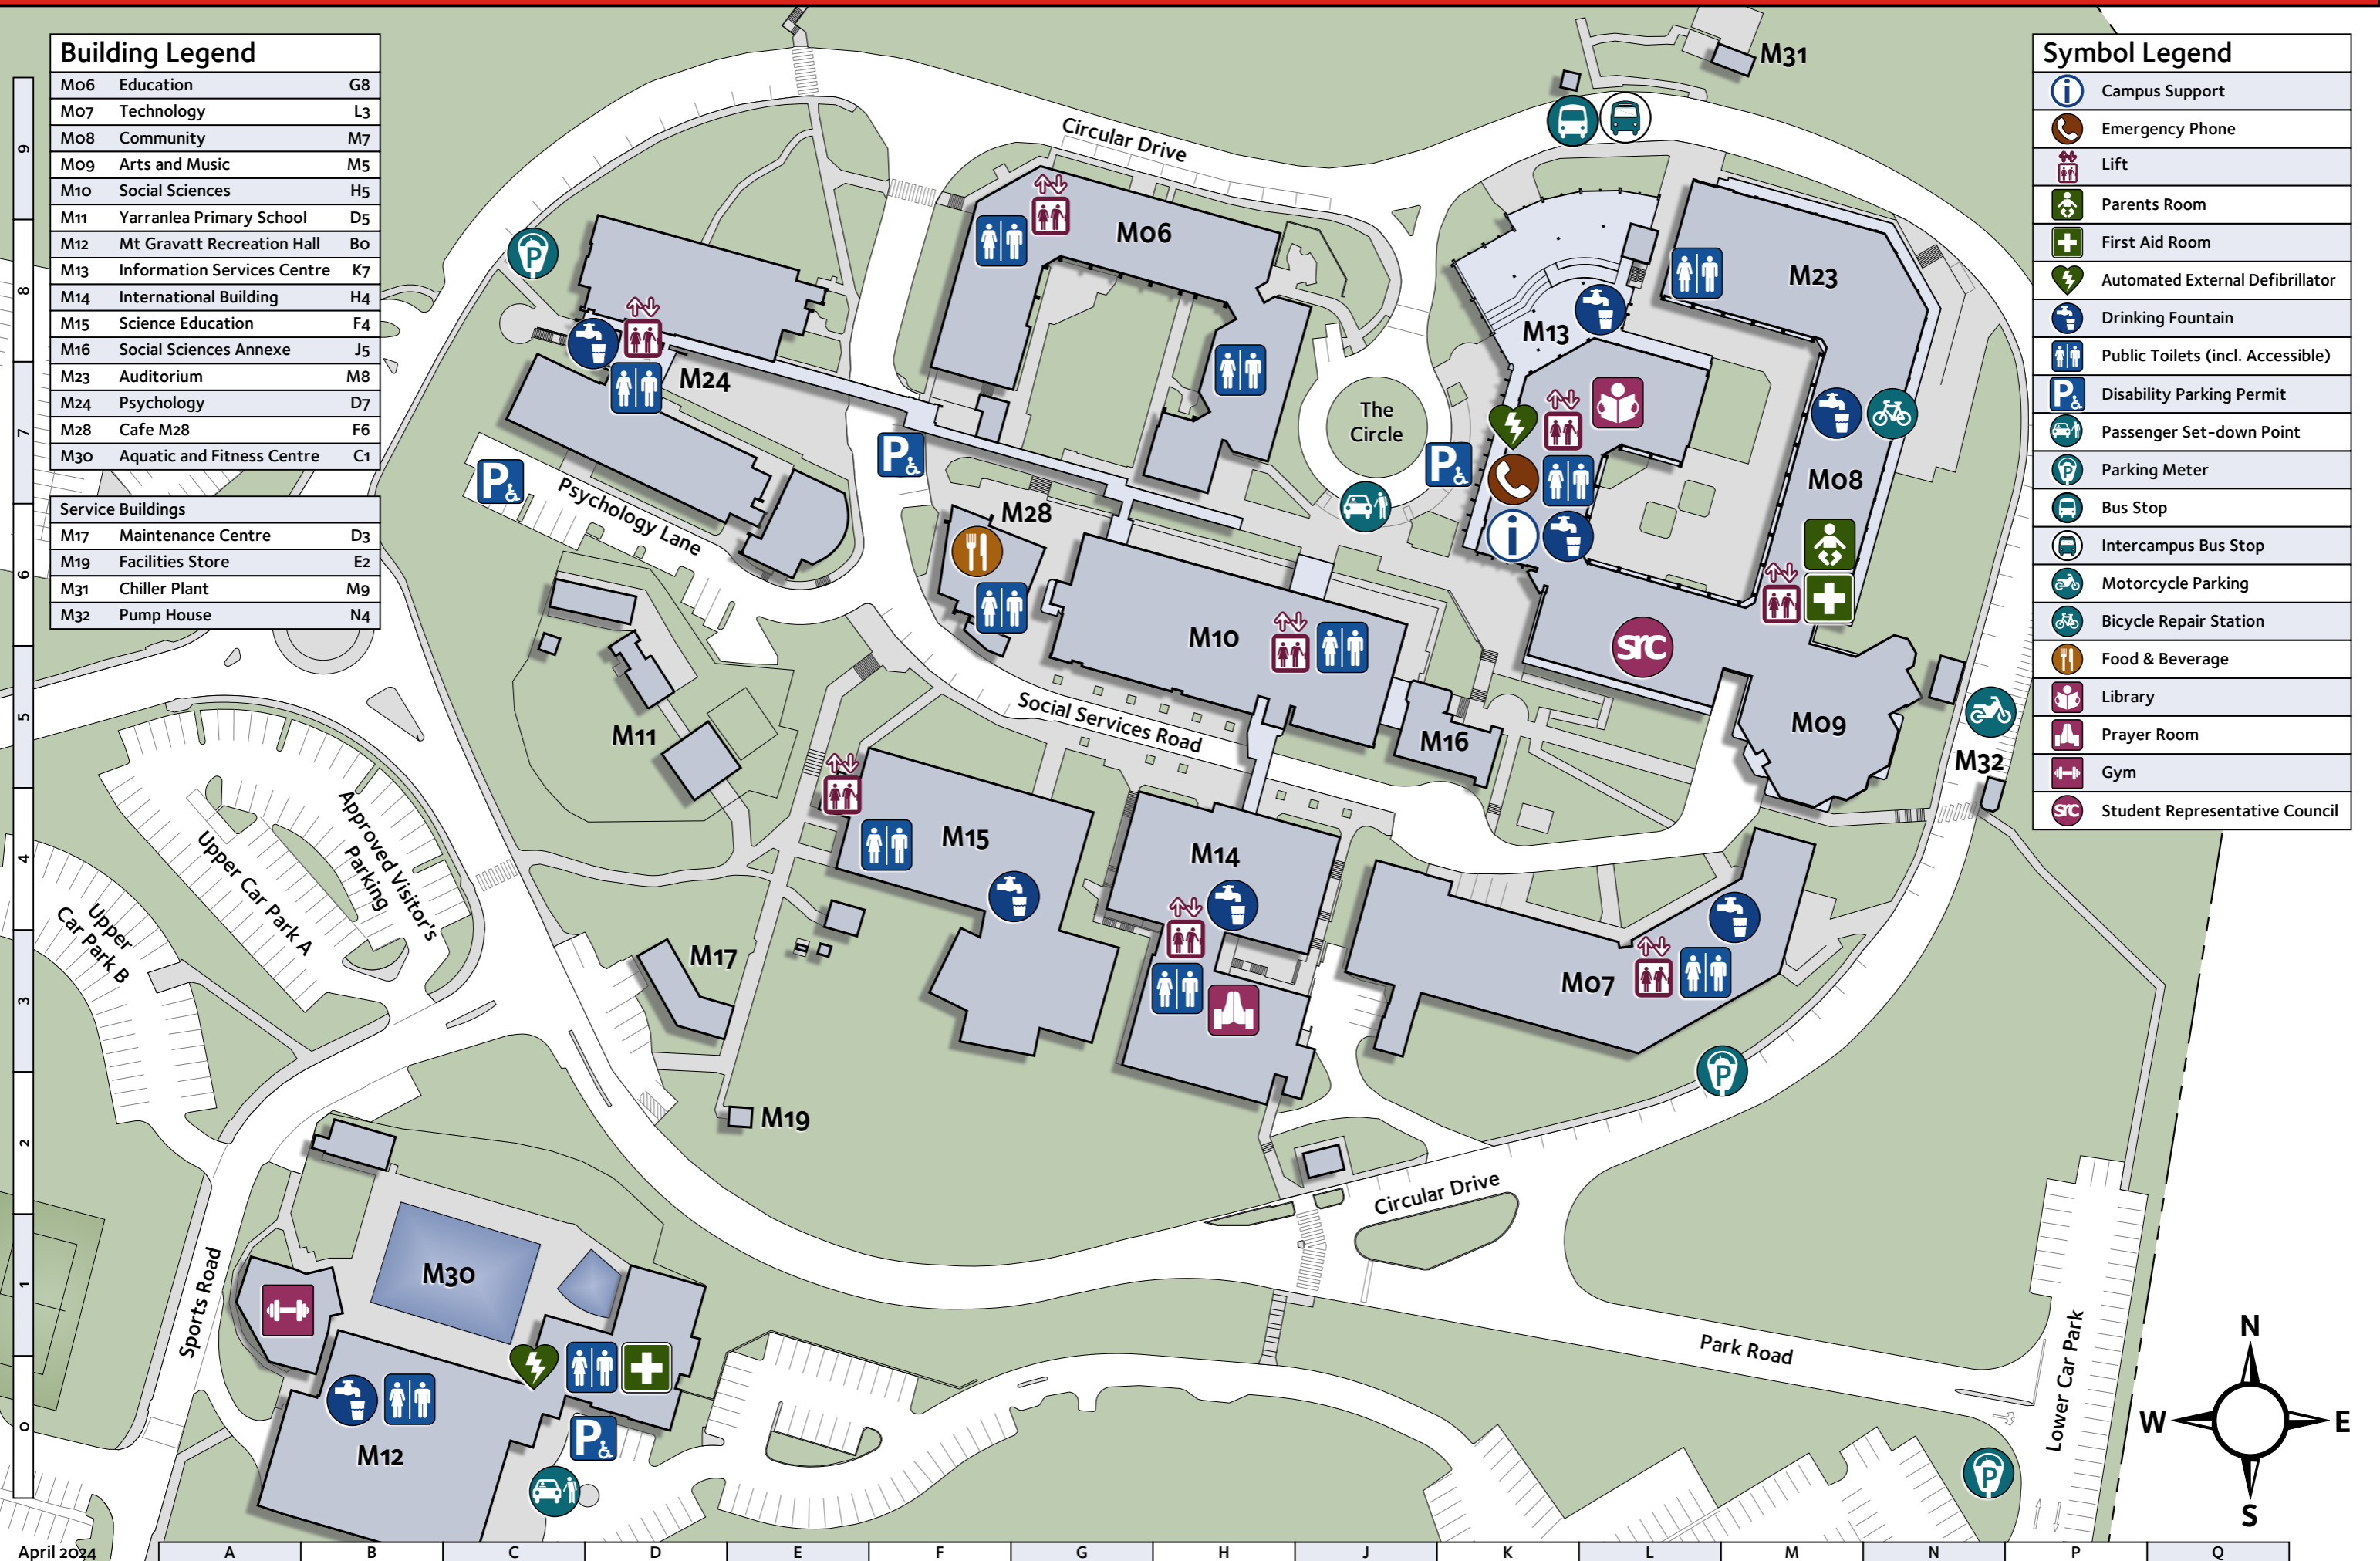 Building Legend
M06 Education G8
M07 Technology L3
M08 Community M7
M09 Arts and Music M5
M10 Social Sciences H5
M11 Yarranlea Primary School D5
M12 Mt Gravatt Recreation Hall B0
M13 Information Services Centre K7
M14 International Building H4
M15 Science Education F4
M16 Social Sciences Annexe J5
M23 Auditorium M8
M24 Psychology D7
M28 Cafe M28 F6
M30 Aquatic and Fitness Centre C1
Service Buildings
M17 Maintenance Centre D3
M19 Facilities Store E2
M31 Chiller Plant M9
M32 Pump House N4
Symbol Legend
i Campus Support
Emergency Phone
Lift
Parents Room
First Aid Room
Automated External Defibrillator
Drinking Fountain
Public Toilets (incl. Accessible)
P Disability Parking Permit
Passenger Set-down Point
P Parking Meter
Bus Stop
Intercampus Bus Stop
Motorcycle Parking
Bicycle Repair Station
Food & Beverage
Library
Prayer Room
Gym
src Student Representative Council
9
8
7
6
5
4
3
2
1
0
M31
Circular Drive
M06
M23
P
M13
M24
The
Circle
P
P
P
M08
Psychology Lane
M28
i
M10
src
M11
Social Services Road
M16
M09
M32
Approved Visitor's
Parking
Upper Car Park A
Upper
Car Park B
M15
M14
M17
M07
P
M19
Circular Drive
M30
Sports Road
Park Road
Lower Car Park
M12
P
P
N
W
E
S
April 2024
A B C D E F G H J K L M N P Q